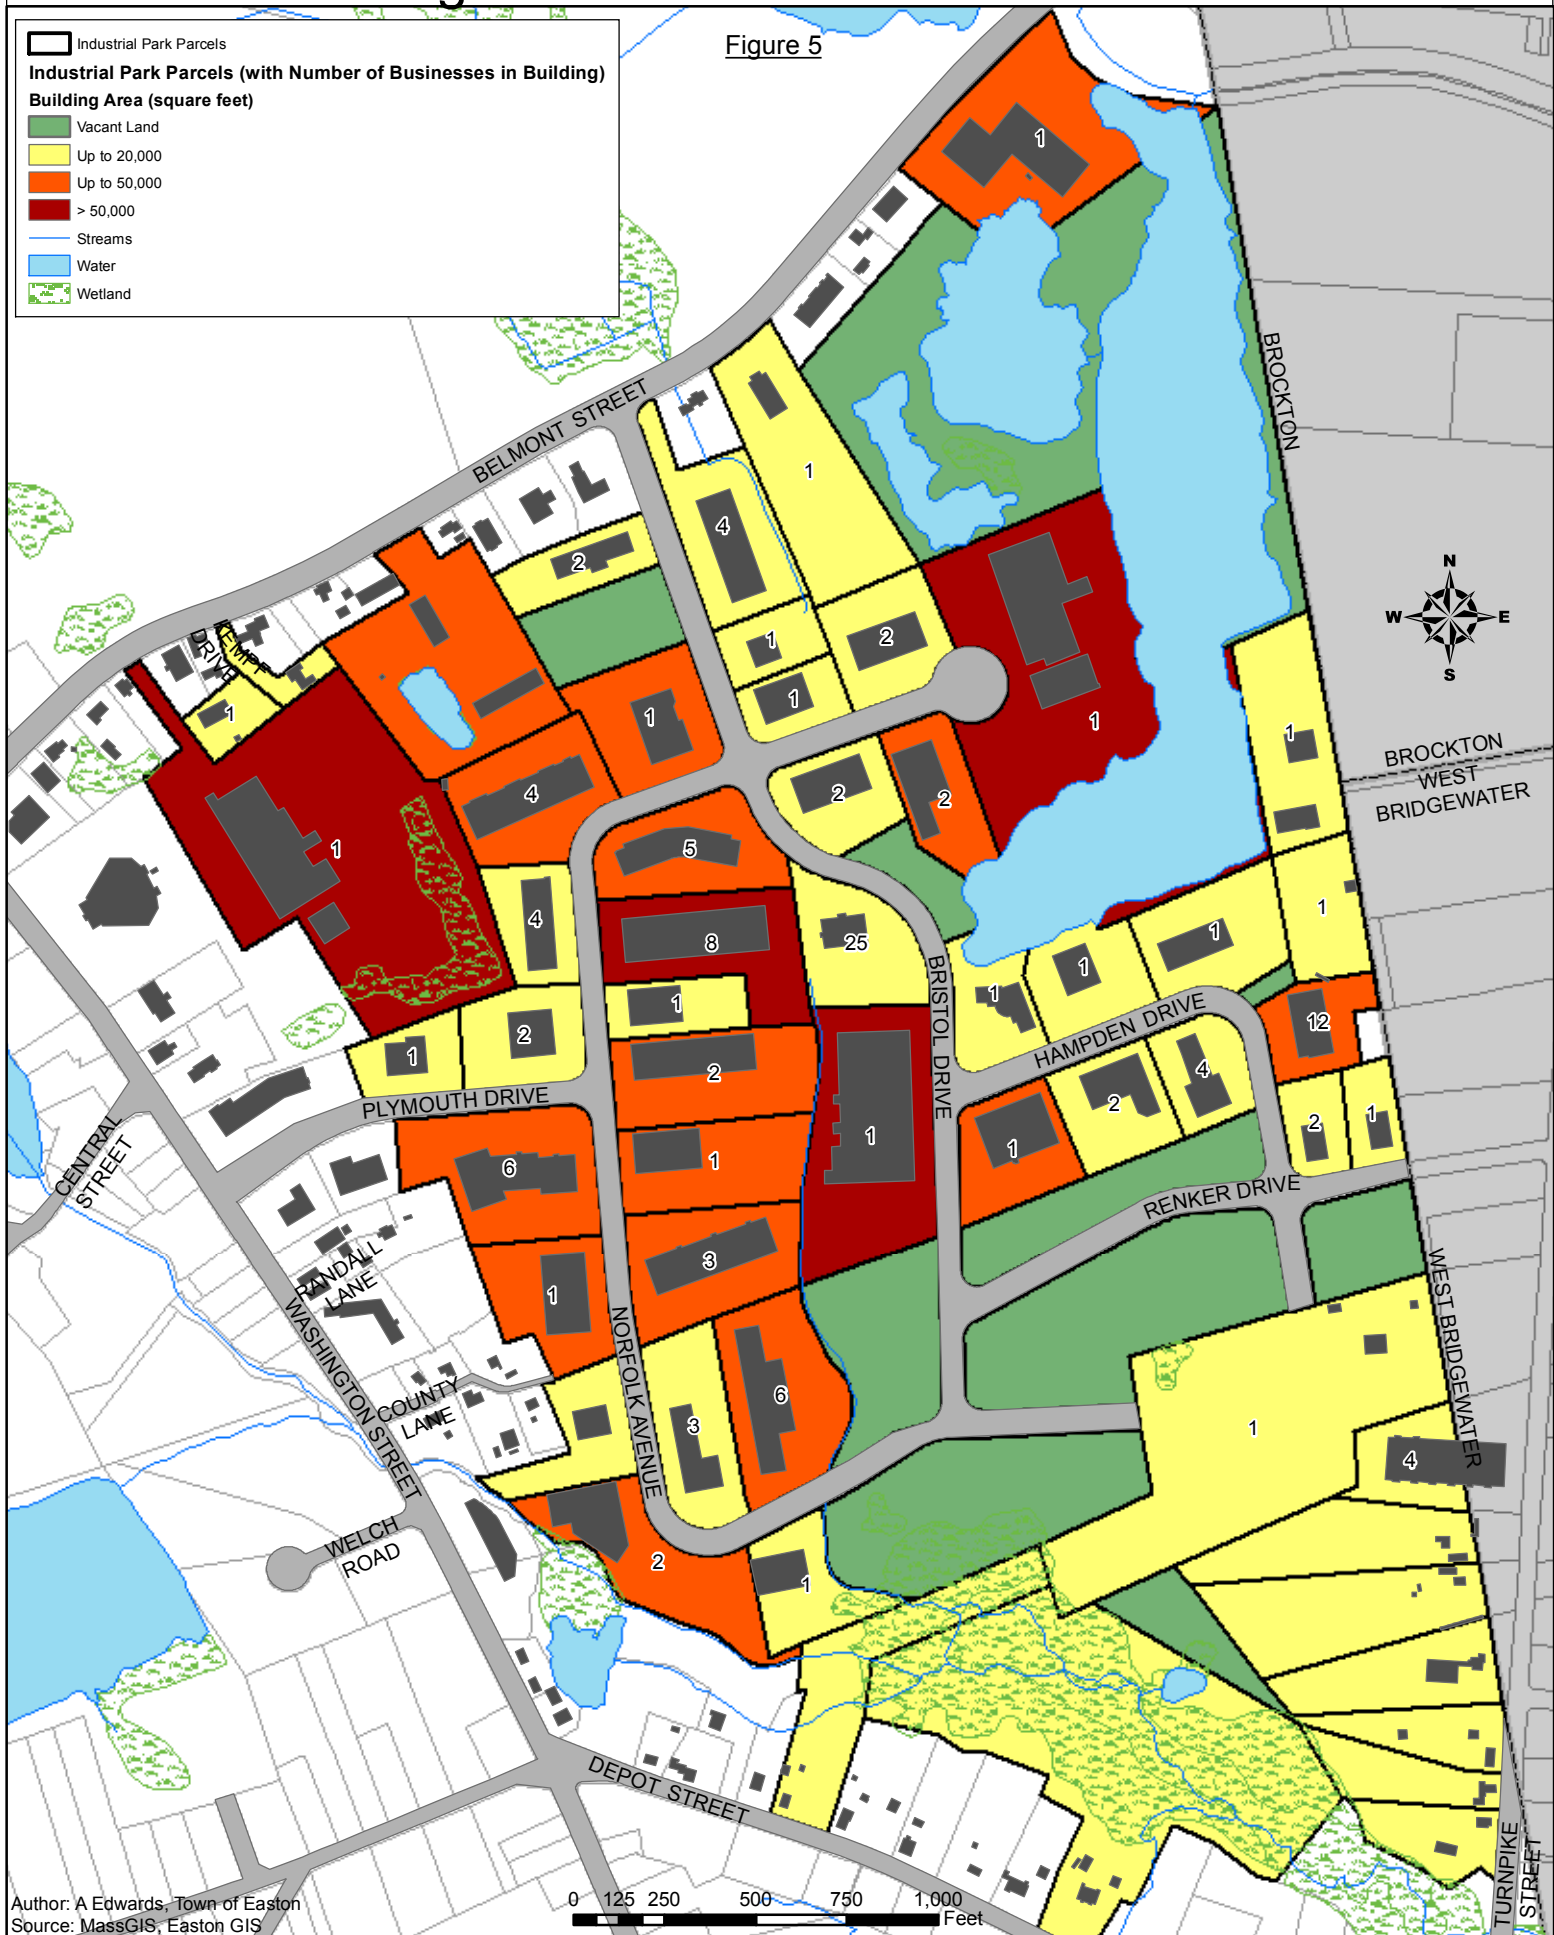 Figure 5
Industrial Park Parcels
Industrial Park Parcels (with Number of Businesses in Building)
Building Area (square feet)
Vacant Land
Up to 20,000
Up to 50,000
> 50,000
Streams
Water
Wetland
1
BROCKTON
BELMONT STREET
1
4
2
N
W
E
S
KEMPT
DRIVE
1
2
1
1
1
1
1
1
BROCKTON
WEST
BRIDGEWATER
4
2
2
5
1
4
8
25
1
1
1
1
BRISTOL DRIVE
1
2
1
HAMPDEN DRIVE
12
2
4
2
1
PLYMOUTH DRIVE
1
1
2
1
CENTRAL
STREET
6
1
RENKER DRIVE
3
RANDALL
LANE
1
WASHINGTON STREET
NORFOLK AVENUE
WEST BRIDGEWATER
COUNTY
LANE
6
3
1
4
WELCH
ROAD
2
1
DEPOT STREET
TURNPIKE
STREET
Author: A Edwards, Town of Easton
Source: MassGIS, Easton GIS
0 125 250 500 750 1,000
Feet